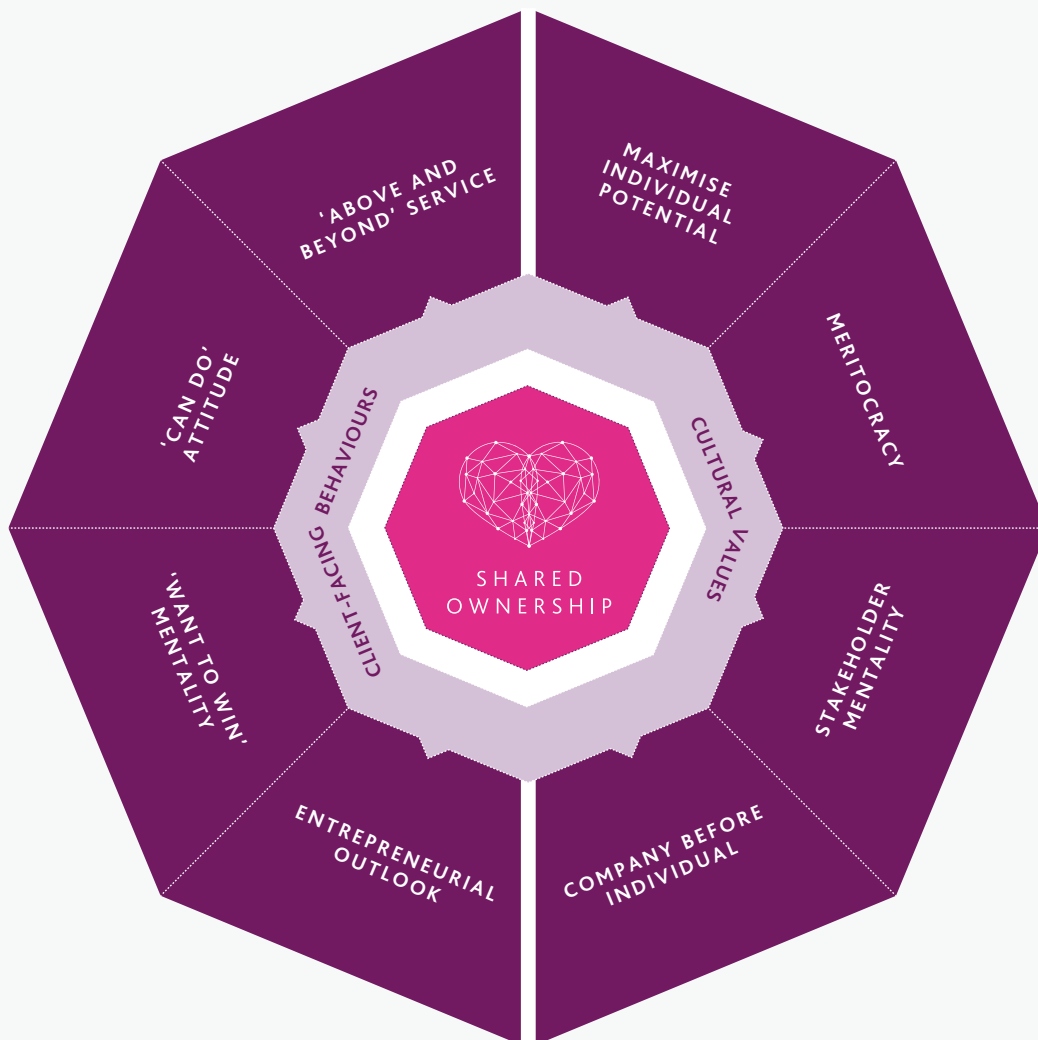 'ABOVE AND
BEYOND' SERVICE
MAXIMISE
INDIVIDUAL
POTENTIAL
'CAN DO'
ATTITUDE
MERITOCRACY
CLIENT-FACING BEHAVIOURS
CULTURAL VALUES
SHARED
OWNERSHIP
'WANT TO WIN'
MENTALITY
STAKEHOLDER
MENTALITY
ENTREPRENEURIAL
OUTLOOK
COMPANY BEFORE
INDIVIDUAL